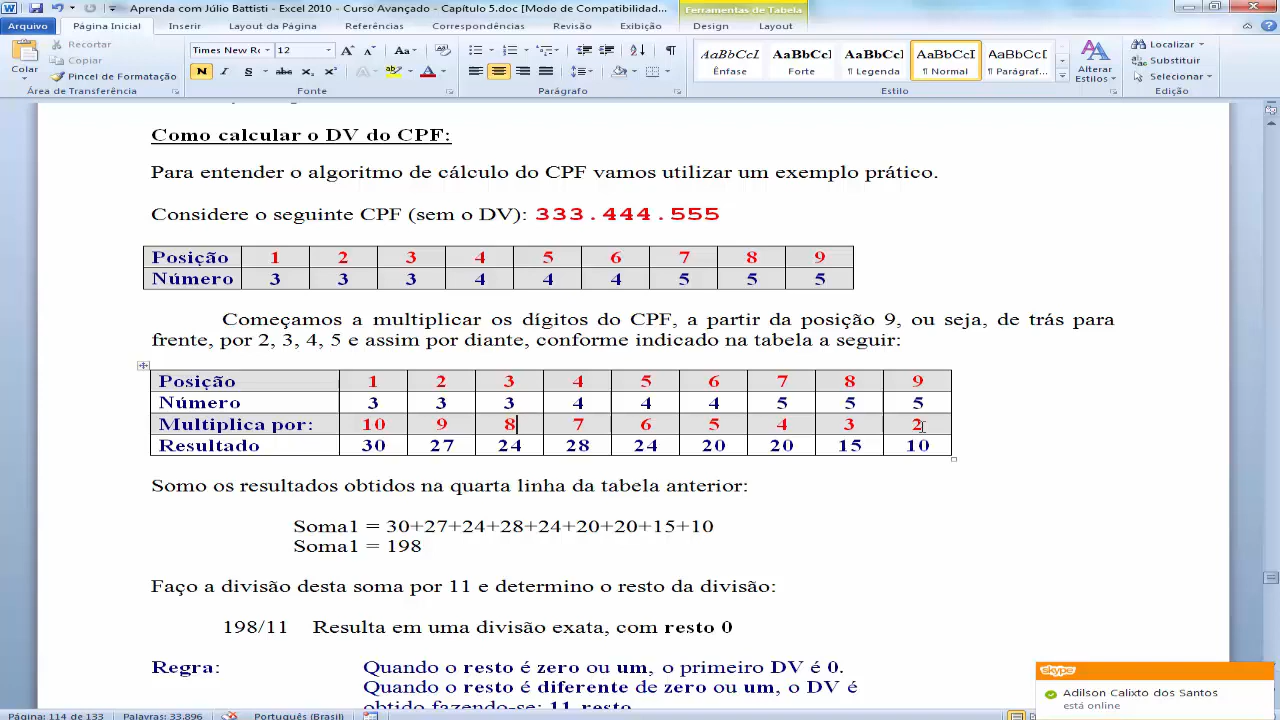 Aprenda com Júlio Battisti - Excel 2010 - Curso Avançado - Capítulo 5.doc [Modo de Compatibilidad...
Ferramentas de Tabela
Arquivo Página Inicial Inserir Layout da Página Referências Correspondências Revisão Exibição Design Layout
Colar
Recortar
Copiar
Pincel de Formatação
Área de Transferência
Times New Ro 12
N I S abc x₂ x² Aa
Fonte
Parágrafo
AaBbCcI AaBbCcI AaBbCcI AaBbCcI AaBbCcI
Ênfase Forte ¶ Legenda ¶ Normal ¶ Parágraf...
Alterar Estilos
Estilo
Localizar
Substituir
Selecionar
Edição
Como calcular o DV do CPF:
Para entender o algoritmo de cálculo do CPF vamos utilizar um exemplo prático.
Considere o seguinte CPF (sem o DV): 333.444.555
Posição 1 2 3 4 5 6 7 8 9
Número 3 3 3 4 4 4 5 5 5
Começamos a multiplicar os dígitos do CPF, a partir da posição 9, ou seja, de trás para
frente, por 2, 3, 4, 5 e assim por diante, conforme indicado na tabela a seguir:
Posição 1 2 3 4 5 6 7 8 9
Número 3 3 3 4 4 4 5 5 5
Multiplica por: 10 9 8 7 6 5 4 3 2
Resultado 30 27 24 28 24 20 20 15 10
Somo os resultados obtidos na quarta linha da tabela anterior:
Soma1 = 30+27+24+28+24+20+20+15+10
Soma1 = 198
Faço a divisão desta soma por 11 e determino o resto da divisão:
198/11 Resulta em uma divisão exata, com resto 0
Regra: Quando o resto é zero ou um, o primeiro DV é 0.
Quando o resto é diferente de zero ou um, o DV é
obtido fazendo-se: 11-resto
skype
Adilson Calixto dos Santos
está online
Página: 114 de 133 Palavras: 33.896 Português (Brasil)